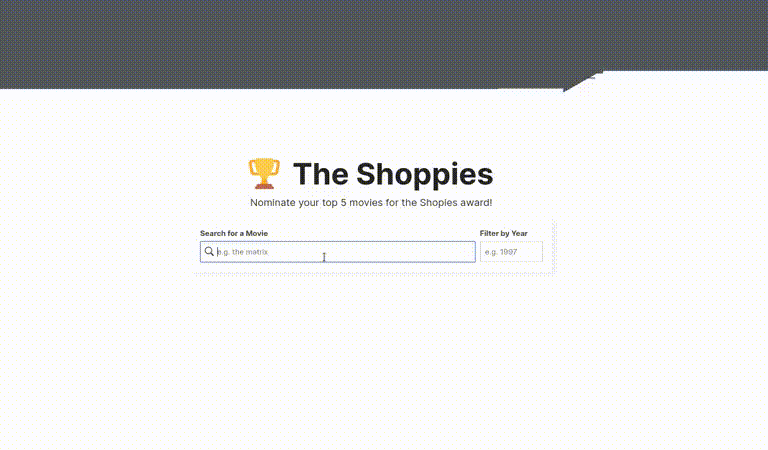 The Shoppies
Nominate your top 5 movies for the Shopies award!
Search for a Movie
Filter by Year
e.g. the matrix
e.g. 1997